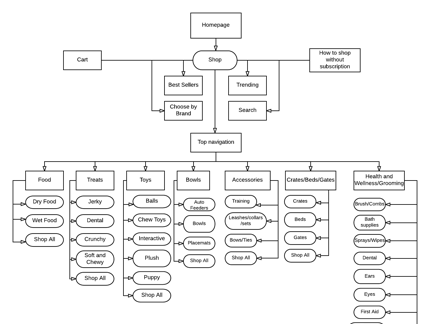 Homepage
Cart
Shop
How to shop
without
subscription
Best Sellers
Trending
Choose by
Brand
Search
Top navigation
Food
Treats
Toys
Bowls
Accessories
Crates/Beds/Gates
Health and
Wellness/Grooming
Dry Food
Wet Food
Shop All
Jerky
Dental
Crunchy
Soft and
Chewy
Shop All
Balls
Chew Toys
Interactive
Plush
Puppy
Shop All
Auto
Feeders
Bowls
Placemats
Shop All
Training
Leashes/collars
/sets
Bows/Ties
Shop All
Crates
Beds
Gates
Shop All
Brush/Combs
Bath
supplies
Sprays/Wipes
Dental
Ears
Eyes
First Aid